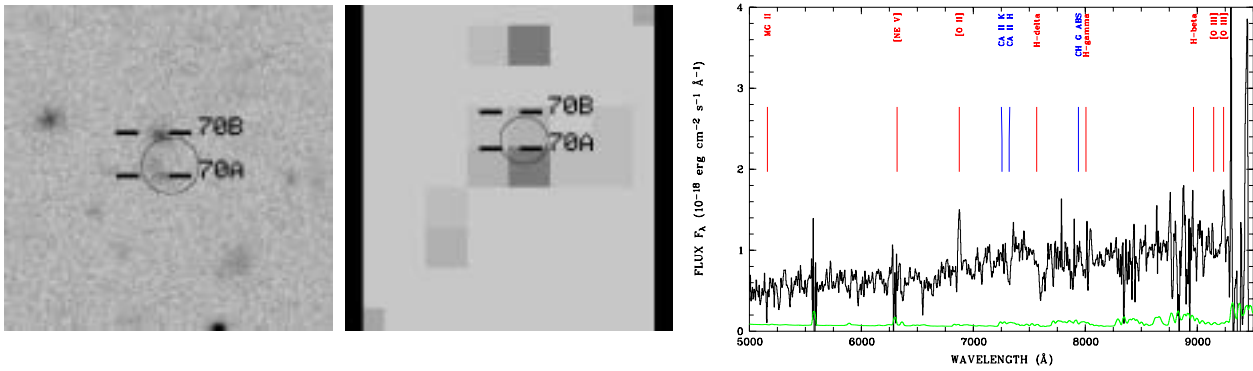 70B
70A
70B
70A
MG II
[NE V]
[O II]
CA II K
CA II H
H-delta
CH G ABS
H-gamma
H-beta
[O III]
[O III]
4
3
2
1
0
FLUX Fλ (10⁻¹⁸ erg cm⁻² s⁻¹ Å⁻¹)
5000 6000 7000 8000 9000
WAVELENGTH (Å)